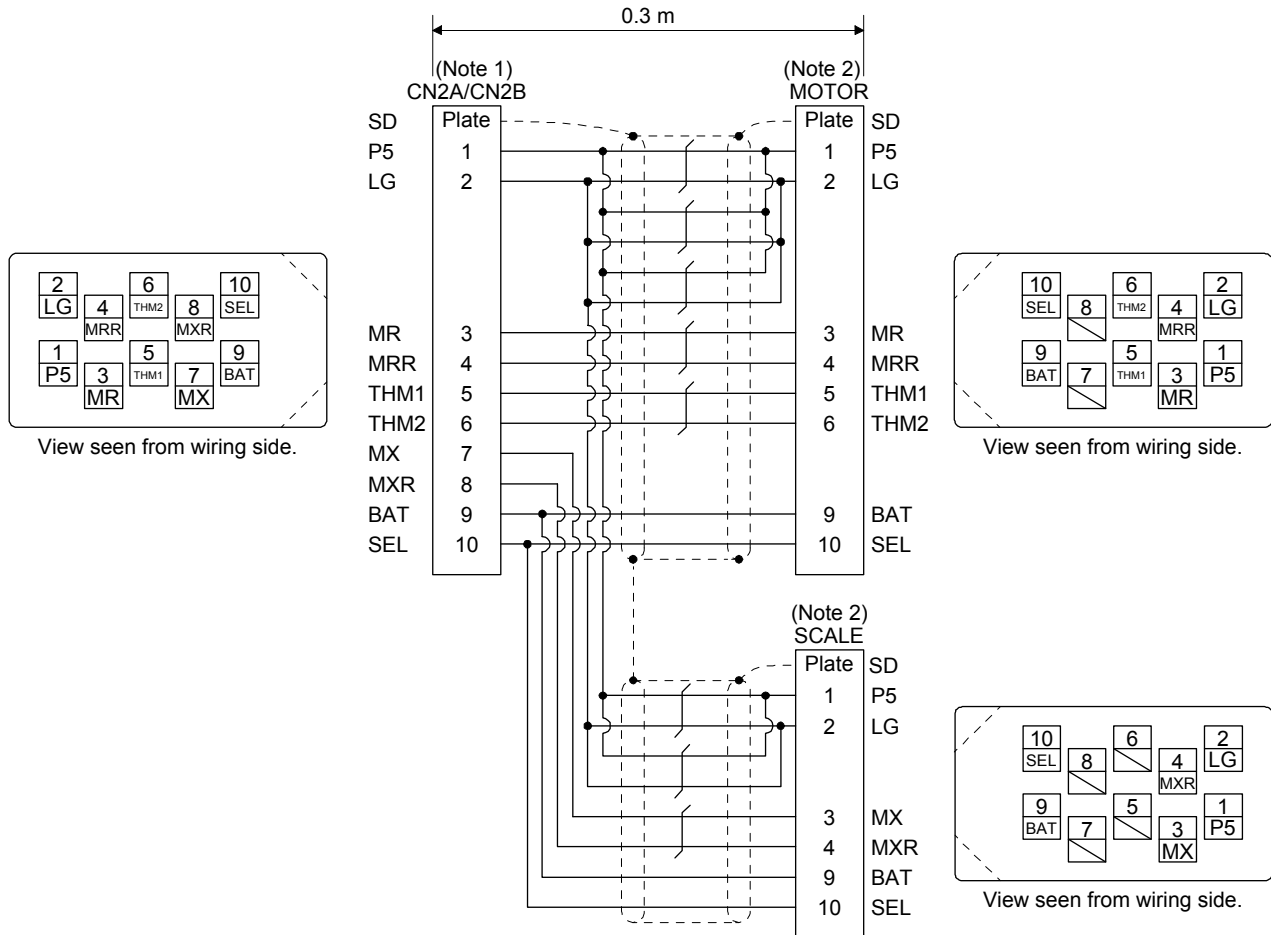 0.3 m
(Note 1)
CN2A/CN2B
(Note 2)
MOTOR
SD Plate Plate SD
P5 1 1 P5
LG 2 2 LG
MR 3 3 MR
MRR 4 4 MRR
THM1 5 5 THM1
THM2 6 6 THM2
MX 7
MXR 8
BAT 9 9 BAT
SEL 10 10 SEL
2 6 10
LG 4 THM2 8 SEL
MRR MXR
1 5 9
P5 3 THM1 7 BAT
MR MX
View seen from wiring side.
10 6 2
SEL 8 THM2 4 LG
MRR
9 5 1
BAT 7 THM1 3 P5
MR
View seen from wiring side.
(Note 2)
SCALE
Plate SD
1 P5
2 LG
3 MX
4 MXR
9 BAT
10 SEL
10 6 2
SEL 8 4 LG
MXR
9 5 1
BAT 7 3 P5
MX
View seen from wiring side.